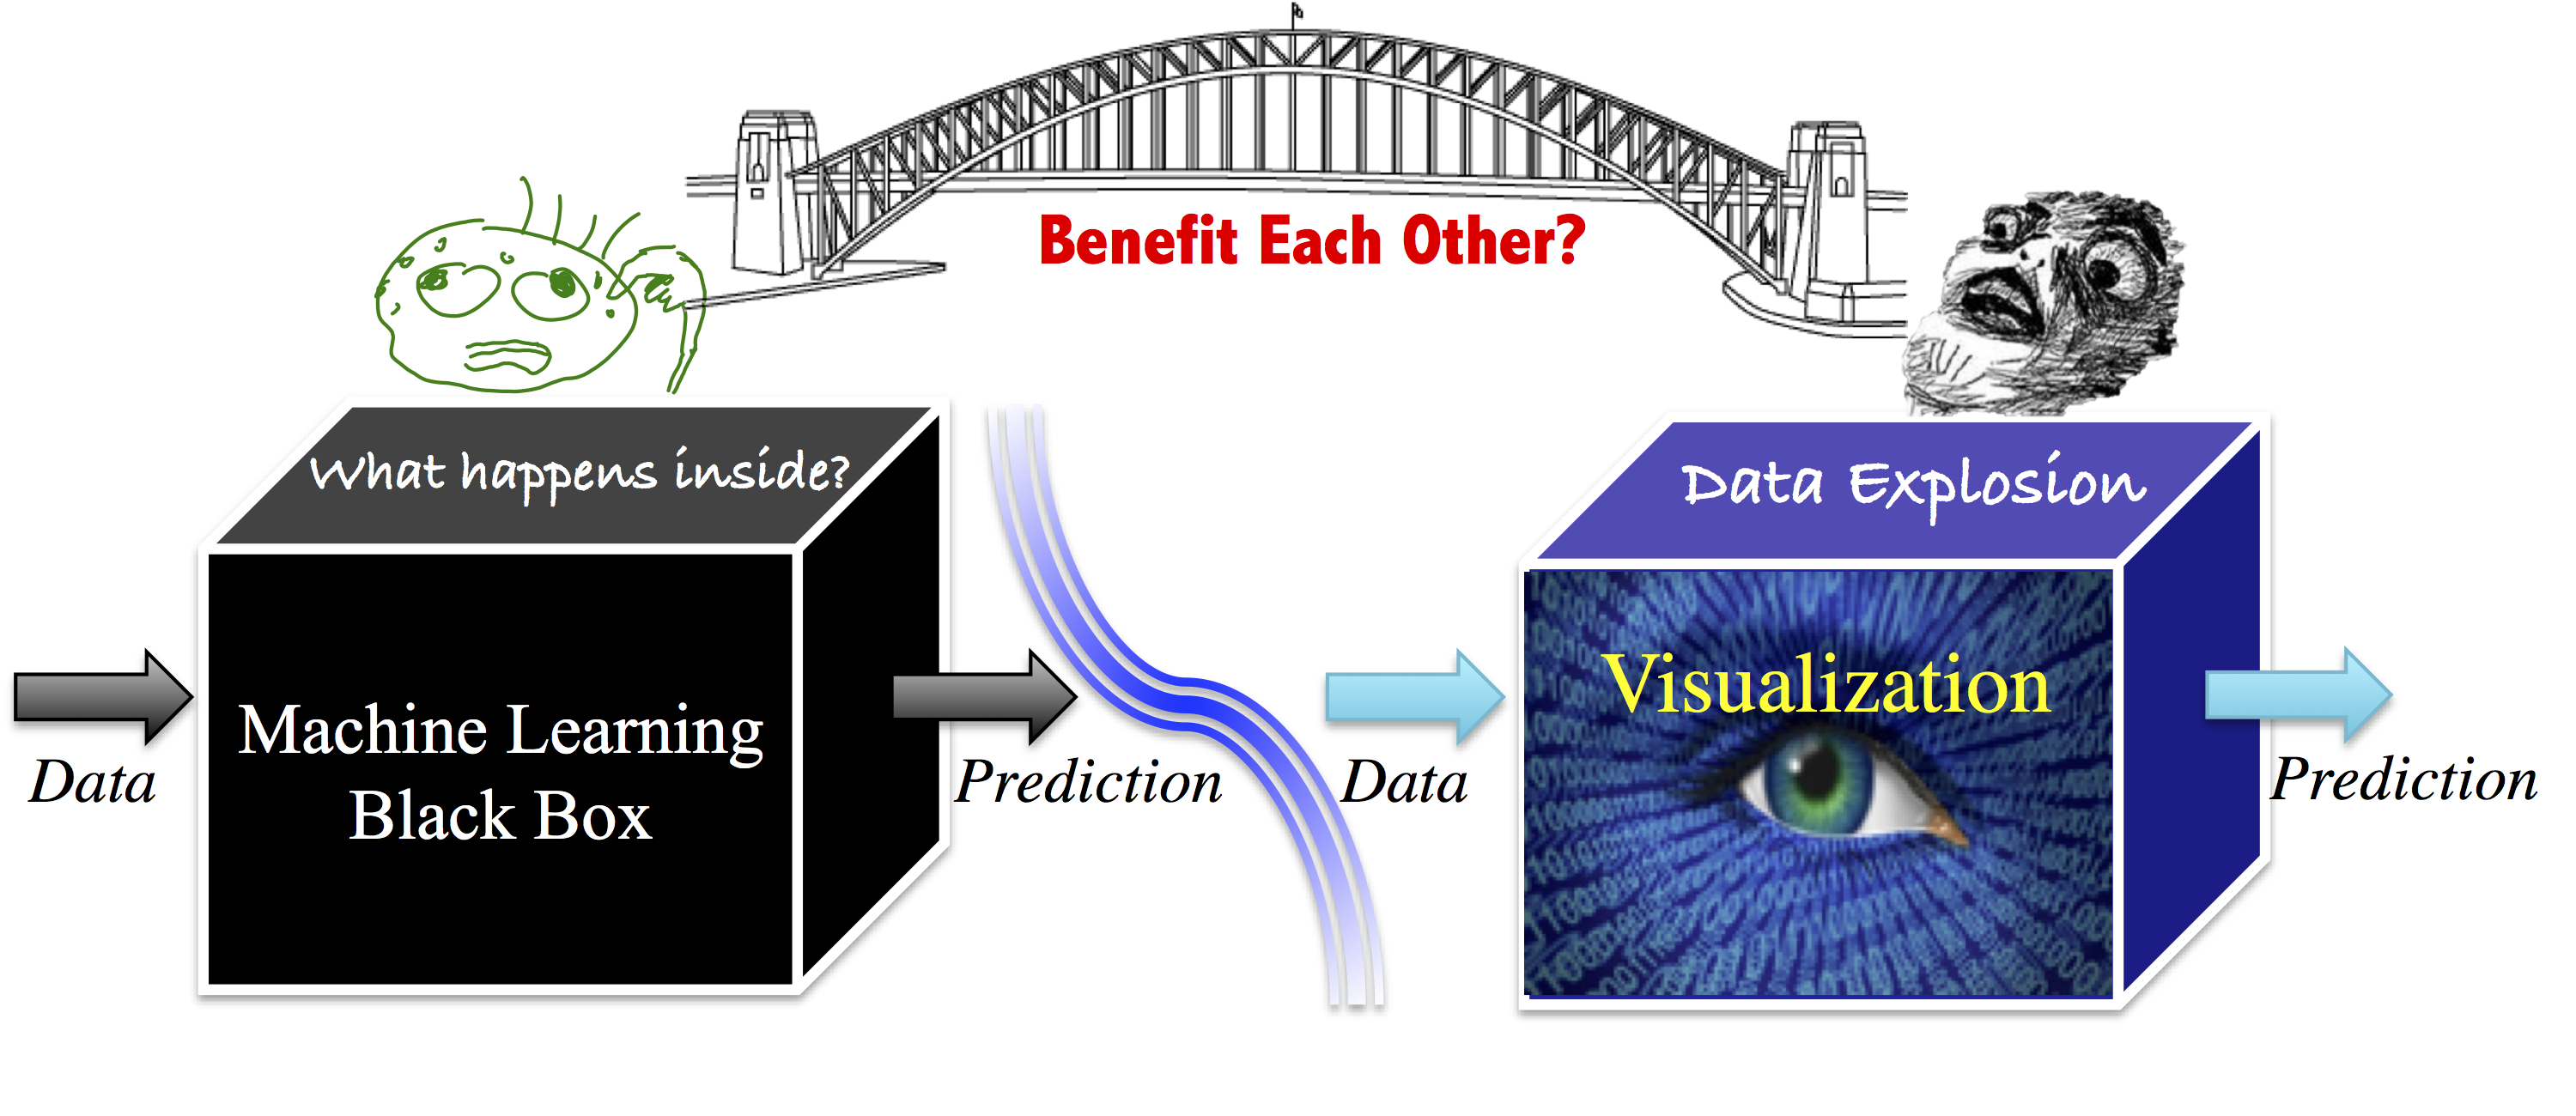 Benefit Each Other?
What happens inside?
Machine Learning
Black Box
Data
Prediction
Data Explosion
Visualization
Data
Prediction